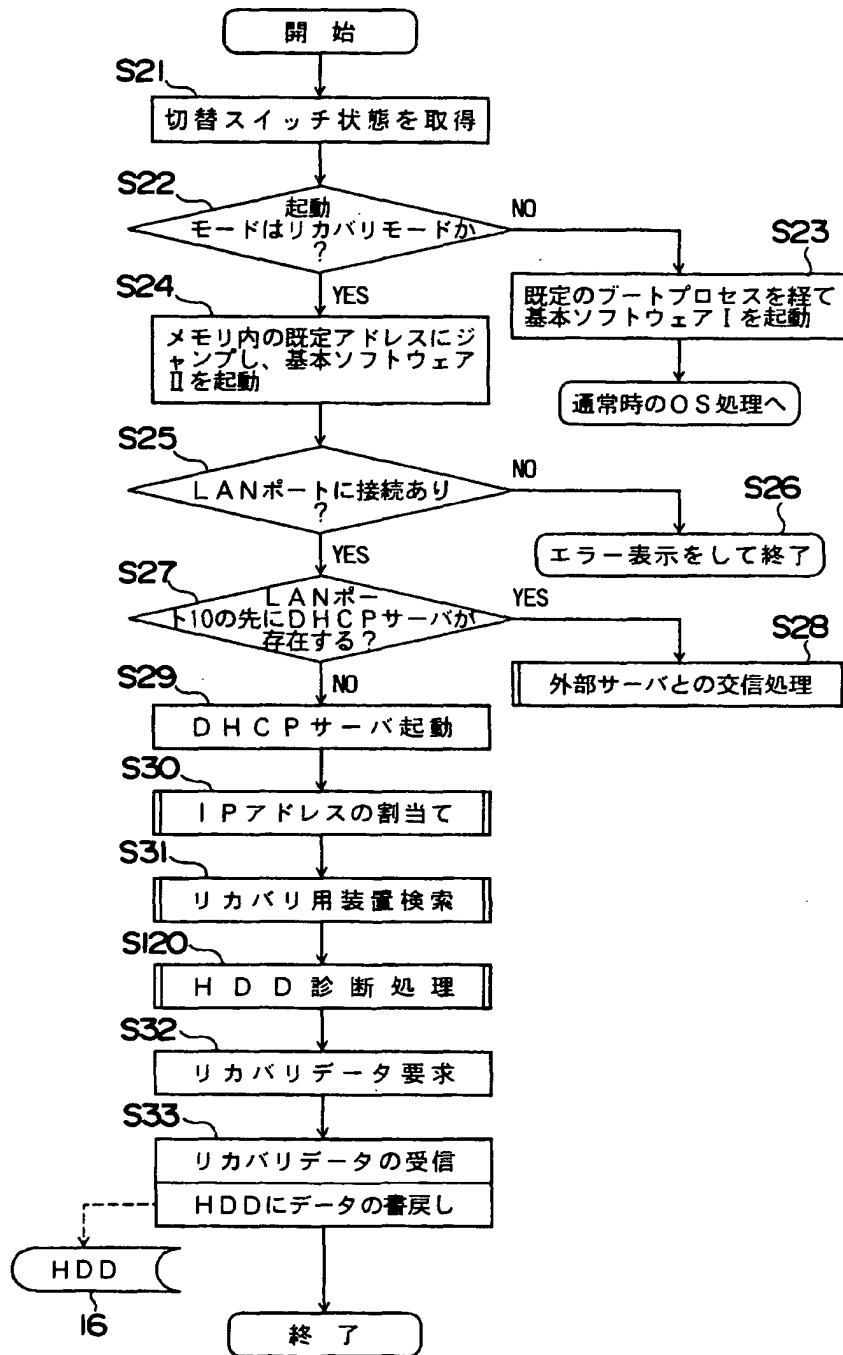 開始
S21
切替スイッチ状態を取得
S22
起動
モードはリカバリモードか
?
NO
S23
既定のブートプロセスを経て
基本ソフトウェアⅠを起動
通常時のOS処理へ
YES
S24
メモリ内の既定アドレスにジ
ャンプし、基本ソフトウェア
Ⅱを起動
S25
LANポートに接続あり
?
NO
S26
エラー表示をして終了
YES
S27
LANポー
ト10の先にDHCPサーバが
存在する?
YES
S28
外部サーバとの交信処理
NO
S29
DHCPサーバ起動
S30
IPアドレスの割当て
S31
リカバリ用装置検索
S120
HDD診断処理
S32
リカバリデータ要求
S33
リカバリデータの受信
HDDにデータの書戻し
HDD
16
終了